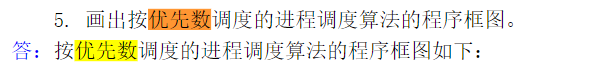 5. 画出按优先数调度的进程调度算法的程序框图。
答：按优先数调度的进程调度算法的程序框图如下：